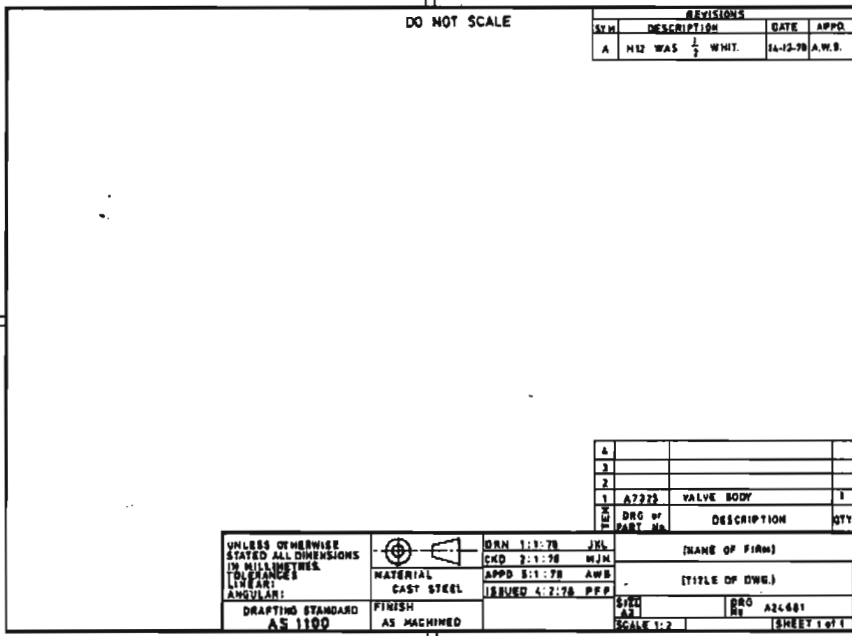 DO NOT SCALE
REVISIONS
SYM DESCRIPTION DATE APPD.
A M12 WAS 1/2 WHIT. 14-12-78 A.W.B.
4
3
2
1 A7325 VALVE BODY 1
ITEM DRG or PART No. DESCRIPTION QTY
UNLESS OTHERWISE
STATED ALL DIMENSIONS
IN MILLIMETRES.
TOLERANCES
LINEAR:
ANGULAR:
DRAFTING STANDARD
AS 1100
MATERIAL
CAST STEEL
FINISH
AS MACHINED
DRN 1:1:78 JKL
CKD 2:1:78 MJM
APPD 5:1:78 AWB
ISSUED 4:2:78 PFP
(NAME OF FIRM)
(TITLE OF DWG.)
SIZE A3
DRG No A24681
SCALE 1:2
SHEET 1 of 1